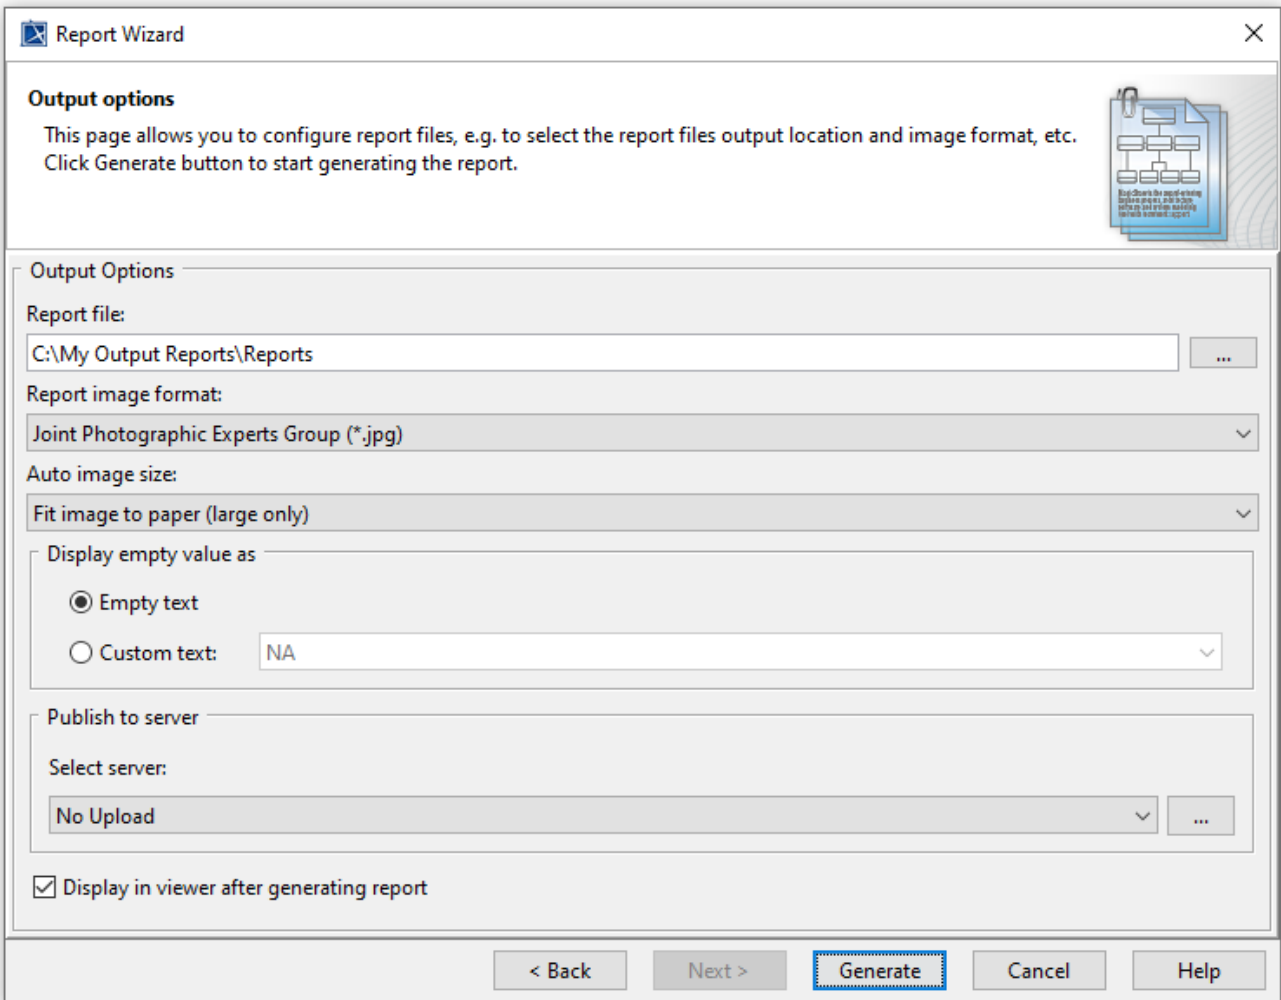 Report Wizard
Output options
This page allows you to configure report files, e.g. to select the report files output location and image format, etc.
Click Generate button to start generating the report.
Output Options
Report file:
C:\My Output Reports\Reports
...
Report image format:
Joint Photographic Experts Group (*.jpg)
Auto image size:
Fit image to paper (large only)
Display empty value as
Empty text
Custom text:
NA
Publish to server
Select server:
No Upload
...
Display in viewer after generating report
< Back
Next >
Generate
Cancel
Help